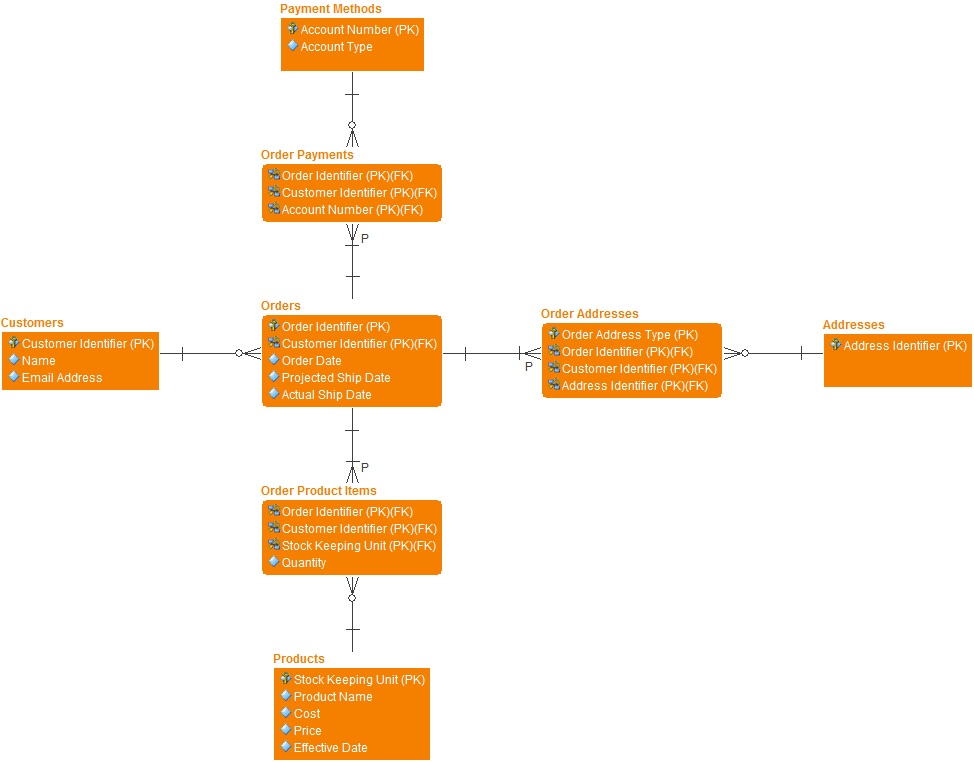 Payment Methods
Account Number (PK)
Account Type
Order Payments
Order Identifier (PK)(FK)
Customer Identifier (PK)(FK)
Account Number (PK)(FK)
P
Customers
Customer Identifier (PK)
Name
Email Address
Orders
Order Identifier (PK)
Customer Identifier (PK)(FK)
Order Date
Projected Ship Date
Actual Ship Date
P
Order Addresses
Order Address Type (PK)
Order Identifier (PK)(FK)
Customer Identifier (PK)(FK)
Address Identifier (PK)(FK)
Addresses
Address Identifier (PK)
P
Order Product Items
Order Identifier (PK)(FK)
Customer Identifier (PK)(FK)
Stock Keeping Unit (PK)(FK)
Quantity
Products
Stock Keeping Unit (PK)
Product Name
Cost
Price
Effective Date